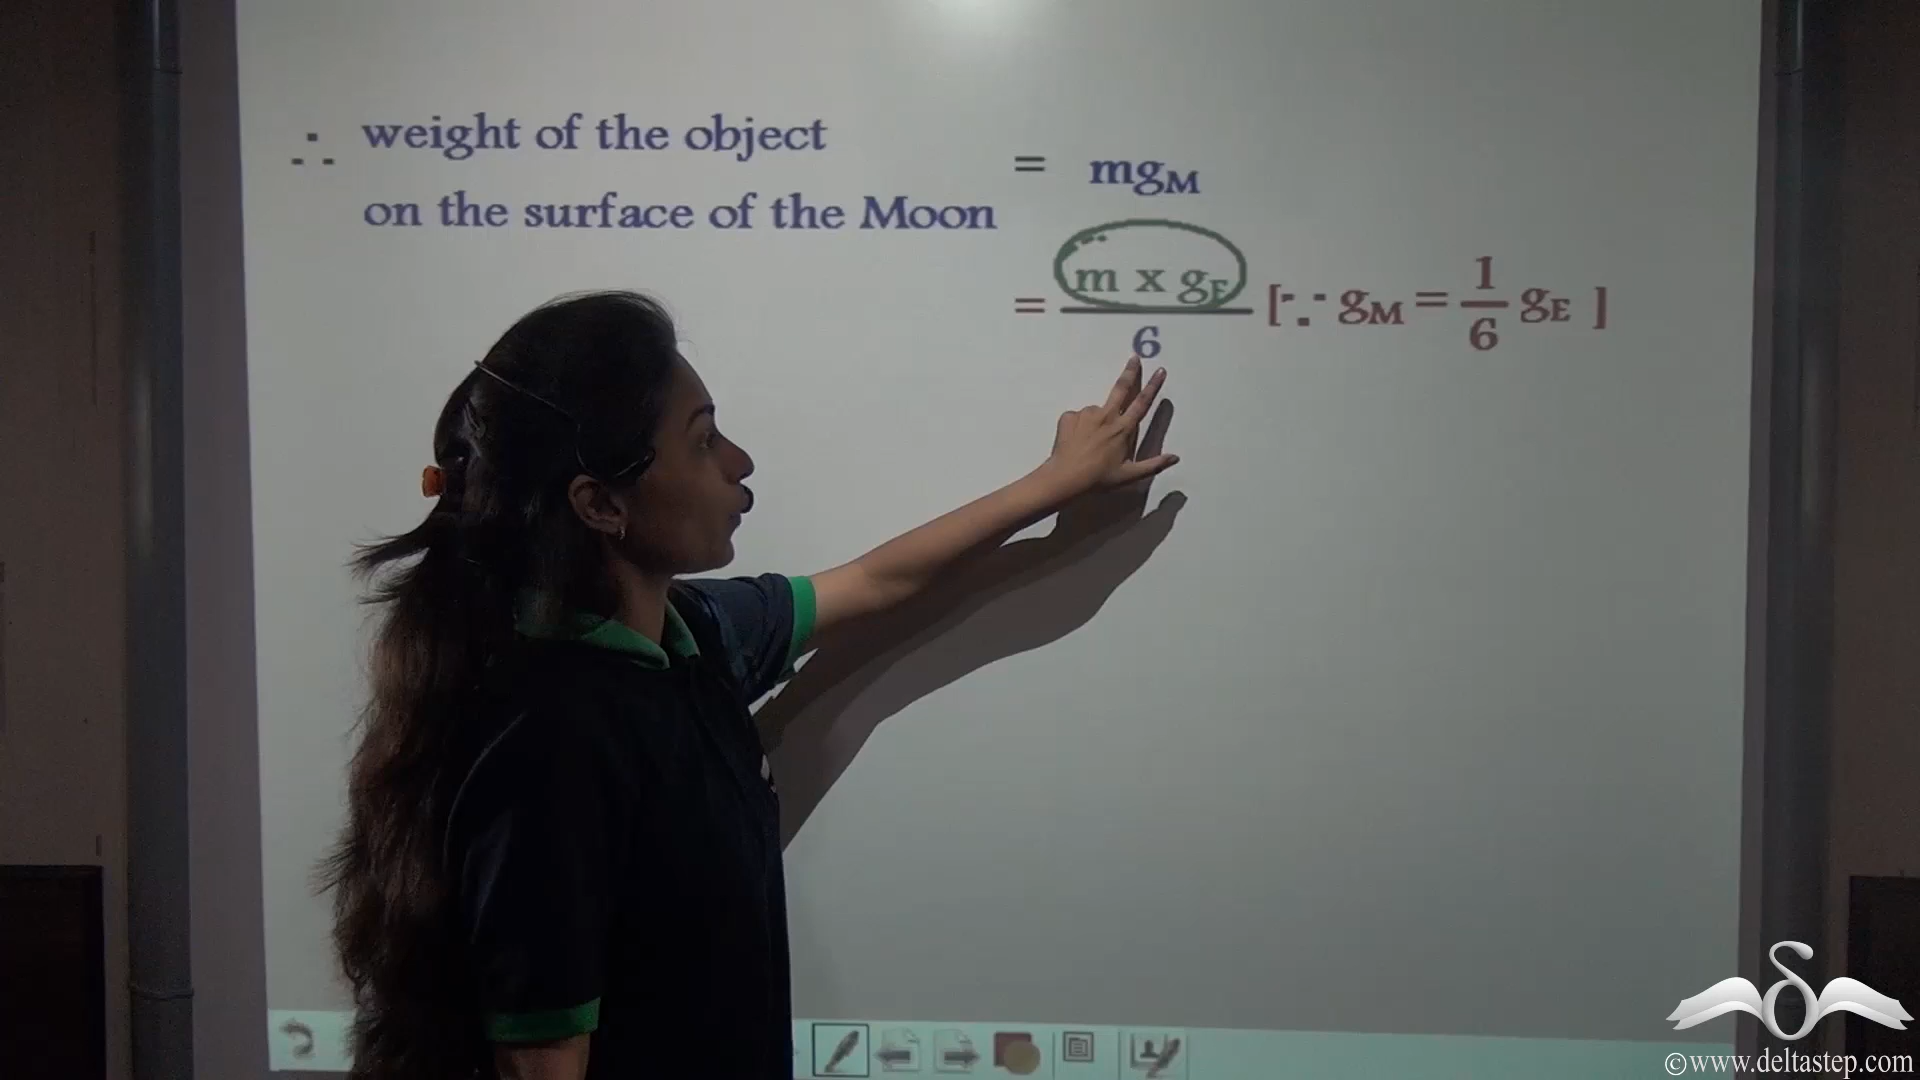 ∴ weight of the object
on the surface of the Moon
= mgM
= m x gE / 6 [∵ gM = 1/6 gE ]
©www.deltastep.com